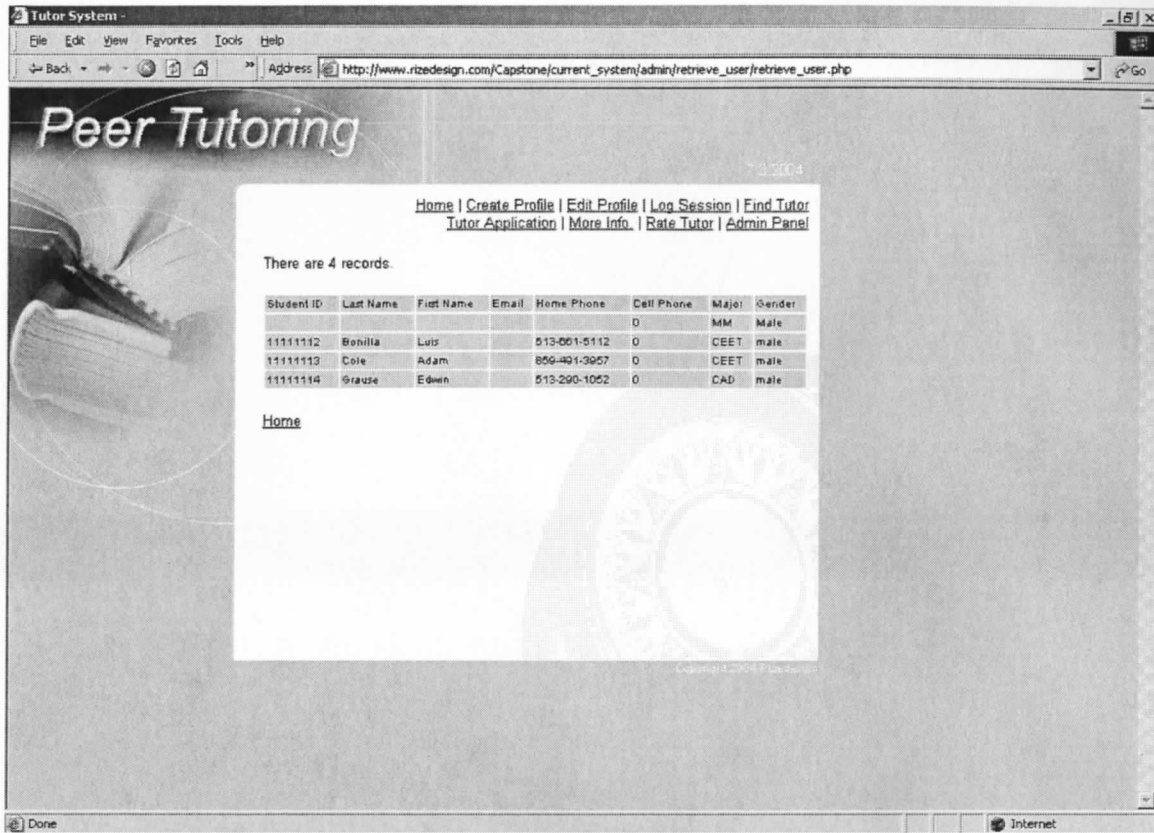 Tutor System -
File Edit View Favorites Tools Help
Back » Address http://www.rizedesign.com/Capstone/current_system/admin/retrieve_user/retrieve_user.php Go
Peer Tutoring
2004
Home | Create Profile | Edit Profile | Log Session | Find Tutor
Tutor Application | More Info. | Rate Tutor | Admin Panel
There are 4 records.
Student ID Last Name First Name Email Home Phone Cell Phone Major Gender
0 MM Male
11111112 Bonilla Luis 0 CEET male
11111113 Cole Adam 859-491-3957 0 CEET male
11111114 Grause Edwin 513-290-1052 0 CAD male
Home
Copyright 2004
Done Internet